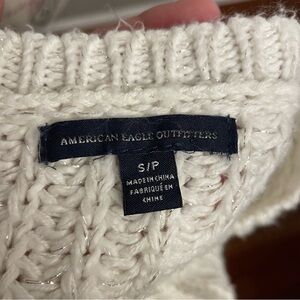 AMERICAN EAGLE OUTFITTERS
S/P
MADE IN CHINA
FABRIQUÉ EN
CHINE